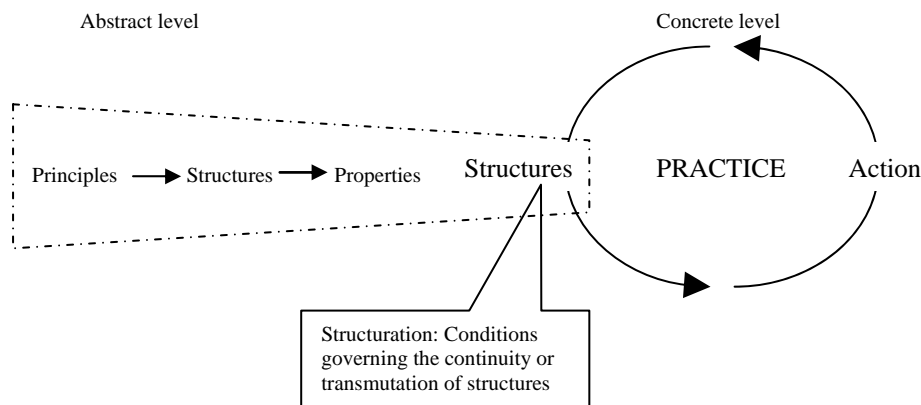 Abstract level
Concrete level
Principles Structures Properties Structures PRACTICE Action
Structuration: Conditions
governing the continuity or
transmutation of structures